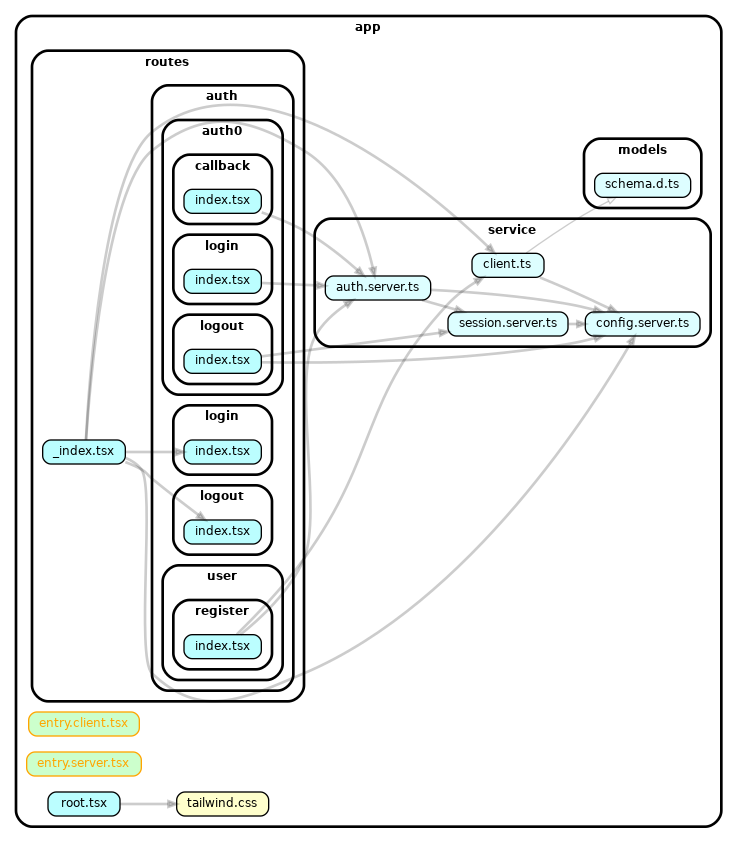 app
routes
auth
auth0
callback
index.tsx
login
index.tsx
logout
index.tsx
_index.tsx
login
index.tsx
logout
index.tsx
user
register
index.tsx
models
schema.d.ts
service
client.ts
auth.server.ts
session.server.ts
config.server.ts
entry.client.tsx
entry.server.tsx
root.tsx
tailwind.css